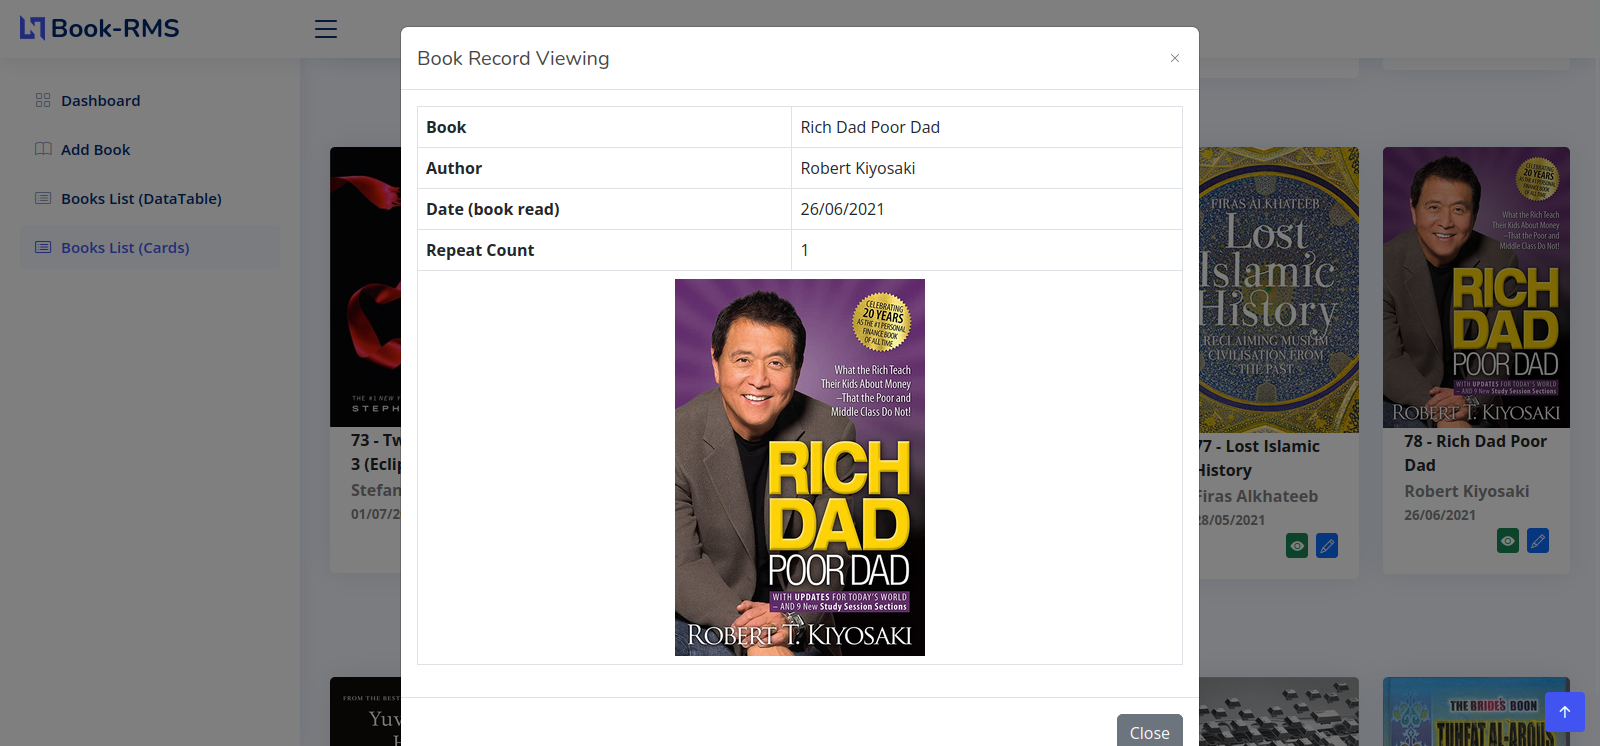 Book-RMS
Dashboard
Add Book
Books List (DataTable)
Books List (Cards)
Book Record Viewing
×
Book
Rich Dad Poor Dad
Author
Robert Kiyosaki
Date (book read)
26/06/2021
Repeat Count
1
CELEBRATING
20 YEARS
AS THE #1 PERSONAL
FINANCE BOOK
OF ALL TIME
What the Rich Teach
Their Kids About Money
–That the Poor and
Middle Class Do Not!
RICH
DAD
POOR DAD
WITH UPDATES FOR TODAY'S WORLD
– AND 9 New Study Session Sections
ROBERT T. KIYOSAKI
Close
THE #1 NEW Y
STEPH
73 - Tw
3 (Eclip
Stefan
01/07/2
FIRAS ALKHATEEB
Lost
Islamic
History
RECLAIMING MUSLIM
CIVILISATION FROM
THE PAST
77 - Lost Islamic
History
Firas Alkhateeb
28/05/2021
CELEBRATING
20 YEARS
AS THE #1 PERSONAL
FINANCE BOOK
OF ALL TIME
What the Rich Teach
Their Kids About Money
–That the Poor and
Middle Class Do Not!
RICH
DAD
POOR DAD
WITH UPDATES FOR TODAY'S WORLD
– AND 9 New Study Session Sections
ROBERT T. KIYOSAKI
78 - Rich Dad Poor
Dad
Robert Kiyosaki
26/06/2021
FROM THE BEST
Yuv
H
THE BRIDE'S BOON
TUHFAT AL-AROUS